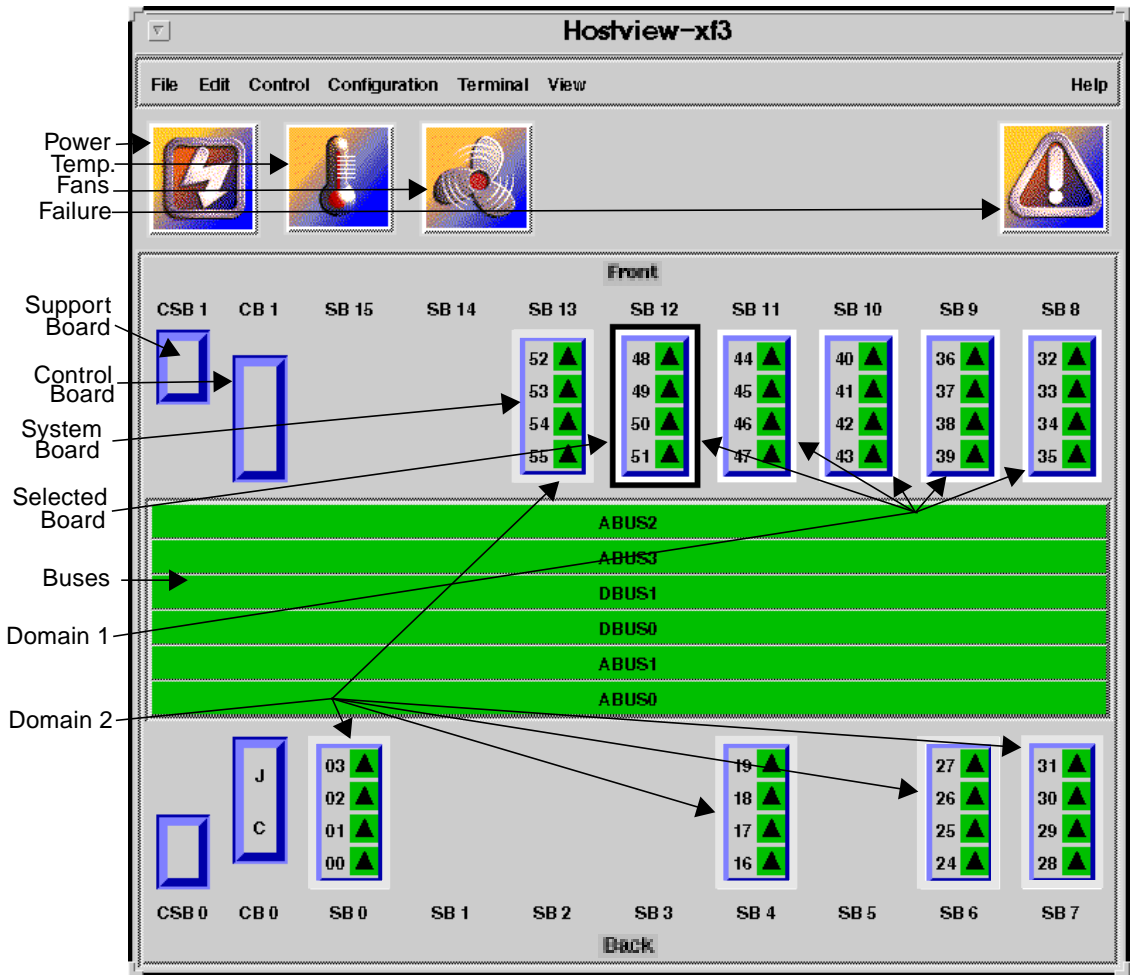 Hostview-xf3
File Edit Control Configuration Terminal View Help
Power
Temp.
Fans
Failure
Front
CSB 1 CB 1 SB 15 SB 14 SB 13 SB 12 SB 11 SB 10 SB 9 SB 8
Support
Board
Control
Board
System
Board
Selected
Board
52 48 44 40 36 32
53 49 45 41 37 33
54 50 46 42 38 34
55 51 47 43 39 35
ABUS2
ABUS3
Buses
DBUS1
DBUS0
Domain 1
ABUS1
ABUS0
Domain 2
03 19 27 31
J
02 18 26 30
C
01 17 25 29
00 16 24 28
CSB 0 CB 0 SB 0 SB 1 SB 2 SB 3 SB 4 SB 5 SB 6 SB 7
Back